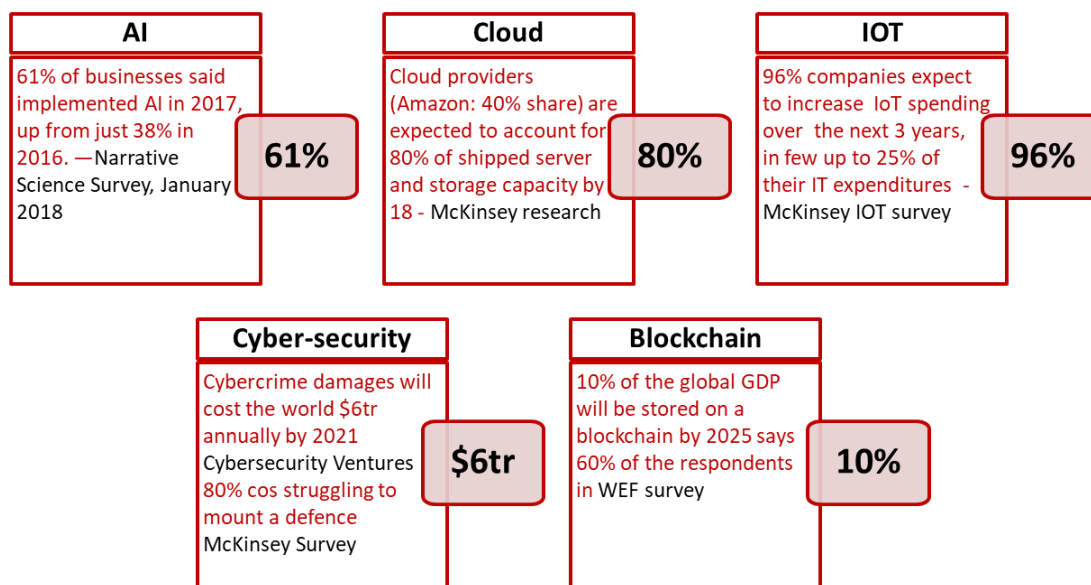 AI
61% of businesses said
implemented AI in 2017,
up from just 38% in
2016. —Narrative
Science Survey, January
2018
61%
Cloud
Cloud providers
(Amazon: 40% share) are
expected to account for
80% of shipped server
and storage capacity by
18 - McKinsey research
80%
IOT
96% companies expect
to increase IoT spending
over the next 3 years,
in few up to 25% of
their IT expenditures -
McKinsey IOT survey
96%
Cyber-security
Cybercrime damages will
cost the world $6tr
annually by 2021
Cybersecurity Ventures
80% cos struggling to
mount a defence
McKinsey Survey
$6tr
Blockchain
10% of the global GDP
will be stored on a
blockchain by 2025 says
60% of the respondents
in WEF survey
10%